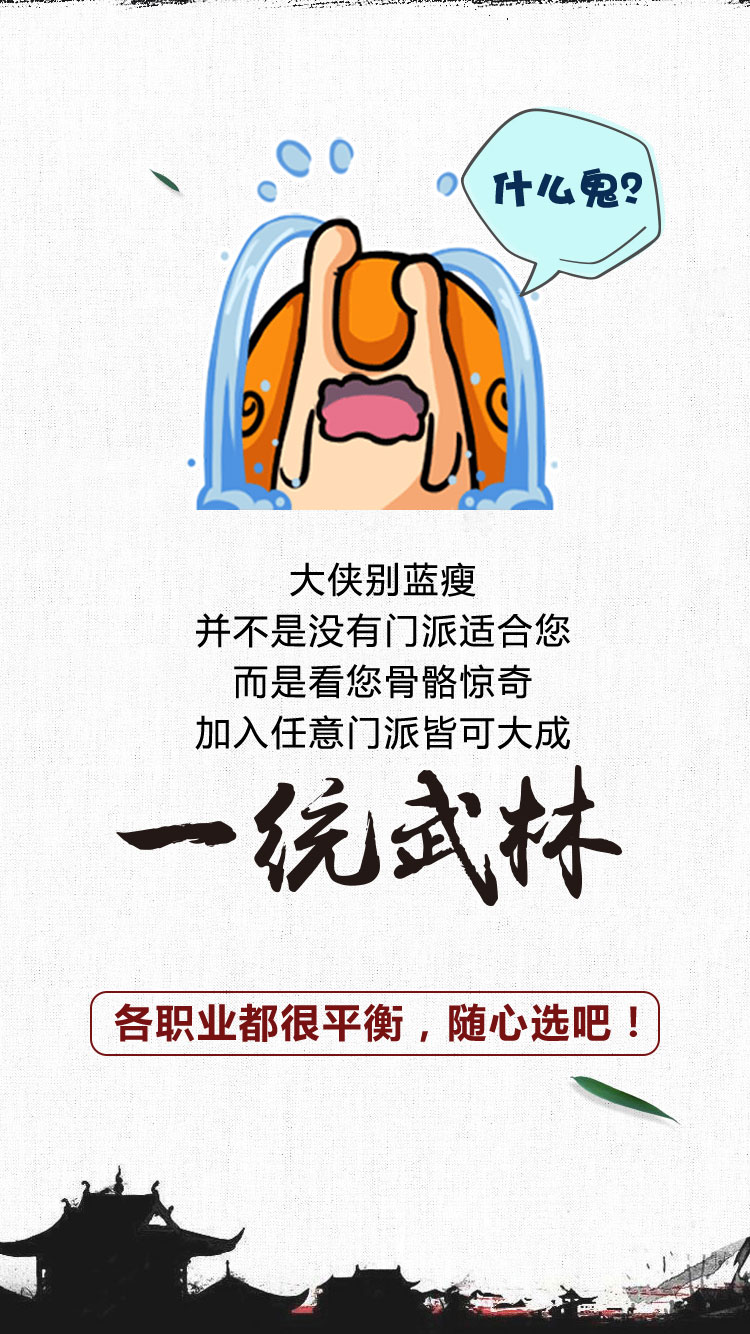 什么鬼?
大侠别蓝瘦
并不是没有门派适合您
而是看您骨骼惊奇
加入任意门派皆可大成
一统武林
各职业都很平衡，随心选吧！